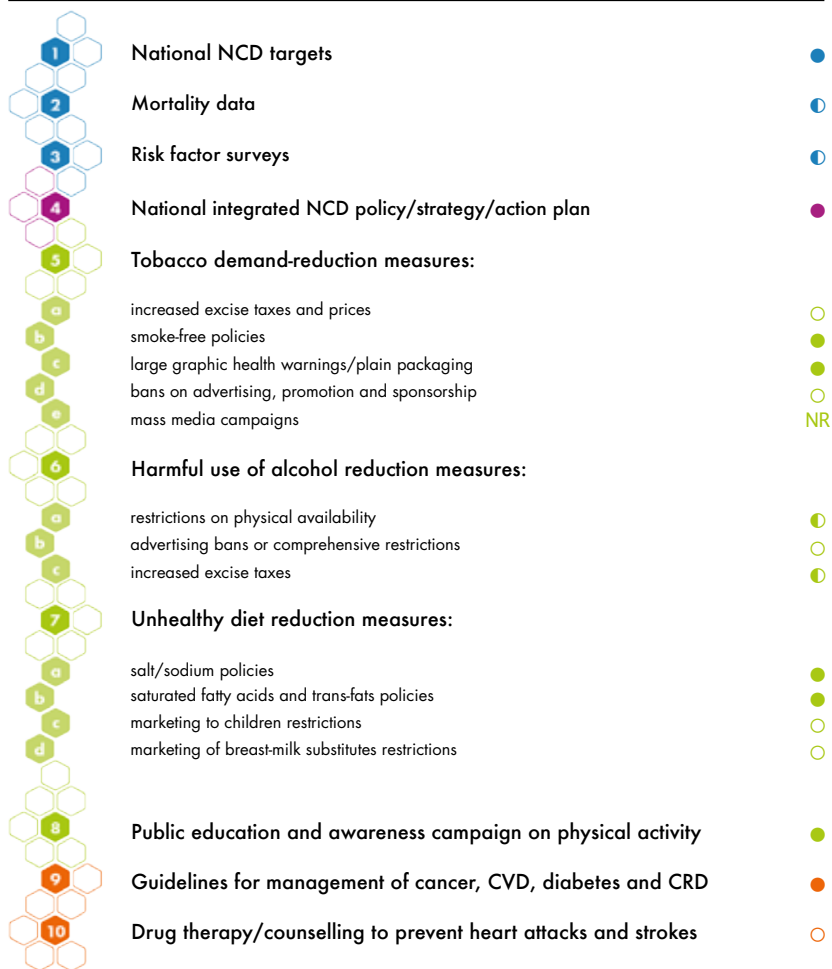 1 National NCD targets ●
2 Mortality data ◐
3 Risk factor surveys ◐
4 National integrated NCD policy/strategy/action plan ●
5 Tobacco demand-reduction measures:
a increased excise taxes and prices ○
b smoke-free policies ●
c large graphic health warnings/plain packaging ●
d bans on advertising, promotion and sponsorship ○
e mass media campaigns NR
6 Harmful use of alcohol reduction measures:
a restrictions on physical availability ◐
b advertising bans or comprehensive restrictions ○
c increased excise taxes ◐
7 Unhealthy diet reduction measures:
a salt/sodium policies ●
b saturated fatty acids and trans-fats policies ●
c marketing to children restrictions ○
d marketing of breast-milk substitutes restrictions ○
8 Public education and awareness campaign on physical activity ●
9 Guidelines for management of cancer, CVD, diabetes and CRD ●
10 Drug therapy/counselling to prevent heart attacks and strokes ○